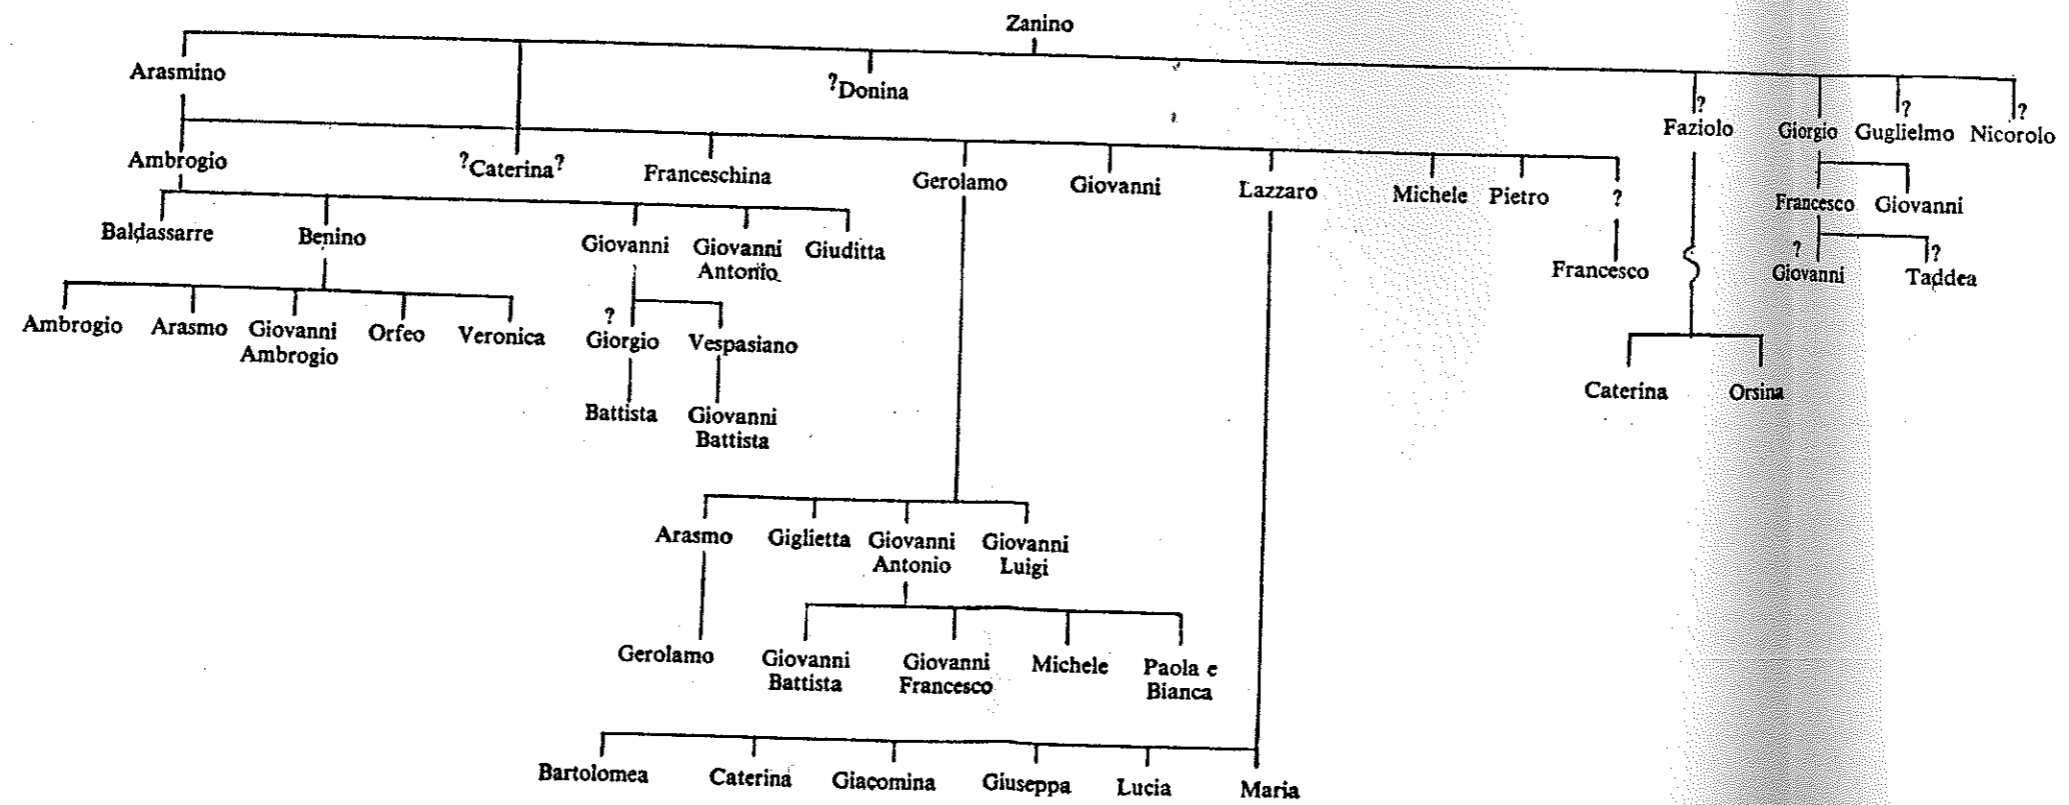 Zanino
Arasmino
?Donina
? Faziolo
Giorgio
? Guglielmo
? Nicorolo
Ambrogio
?Caterina?
Franceschina
Gerolamo
Giovanni
Lazzaro
Michele
Pietro
?
Francesco
Giovanni
Baldassarre
Benino
Giovanni
Giovanni
Antonio
Giuditta
Francesco
? Giovanni
? Taddea
Ambrogio
Arasmo
Giovanni
Ambrogio
Orfeo
Veronica
? Giorgio
Vespasiano
Caterina
Orsina
Battista
Giovanni
Battista
Arasmo
Giglietta
Giovanni
Antonio
Giovanni
Luigi
Gerolamo
Giovanni
Battista
Giovanni
Francesco
Michele
Paola e
Bianca
Bartolomea
Caterina
Giacomina
Giuseppa
Lucia
Maria